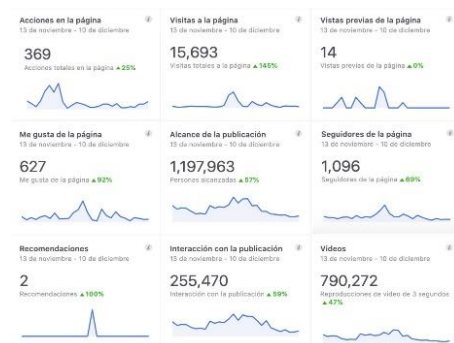 Acciones en la página
13 de noviembre - 10 de diciembre
369
Acciones totales en la página ▲25%
Visitas a la página
13 de noviembre - 10 de diciembre
15,693
Visitas totales a la página ▲145%
Vistas previas de la página
13 de noviembre - 10 de diciembre
14
Vistas previas de la página ▲0%
Me gusta de la página
13 de noviembre - 10 de diciembre
627
Me gusta de la página ▲92%
Alcance de la publicación
13 de noviembre - 10 de diciembre
1,197,963
Personas alcanzadas ▲57%
Seguidores de la página
13 de noviembre - 10 de diciembre
1,096
Seguidores de la página ▲69%
Recomendaciones
13 de noviembre - 10 de diciembre
2
Recomendaciones ▲100%
Interacción con la publicación
13 de noviembre - 10 de diciembre
255,470
Interacción con la publicación ▲59%
Videos
13 de noviembre - 10 de diciembre
790,272
Reproducciones de video de 3 segundos
▲47%